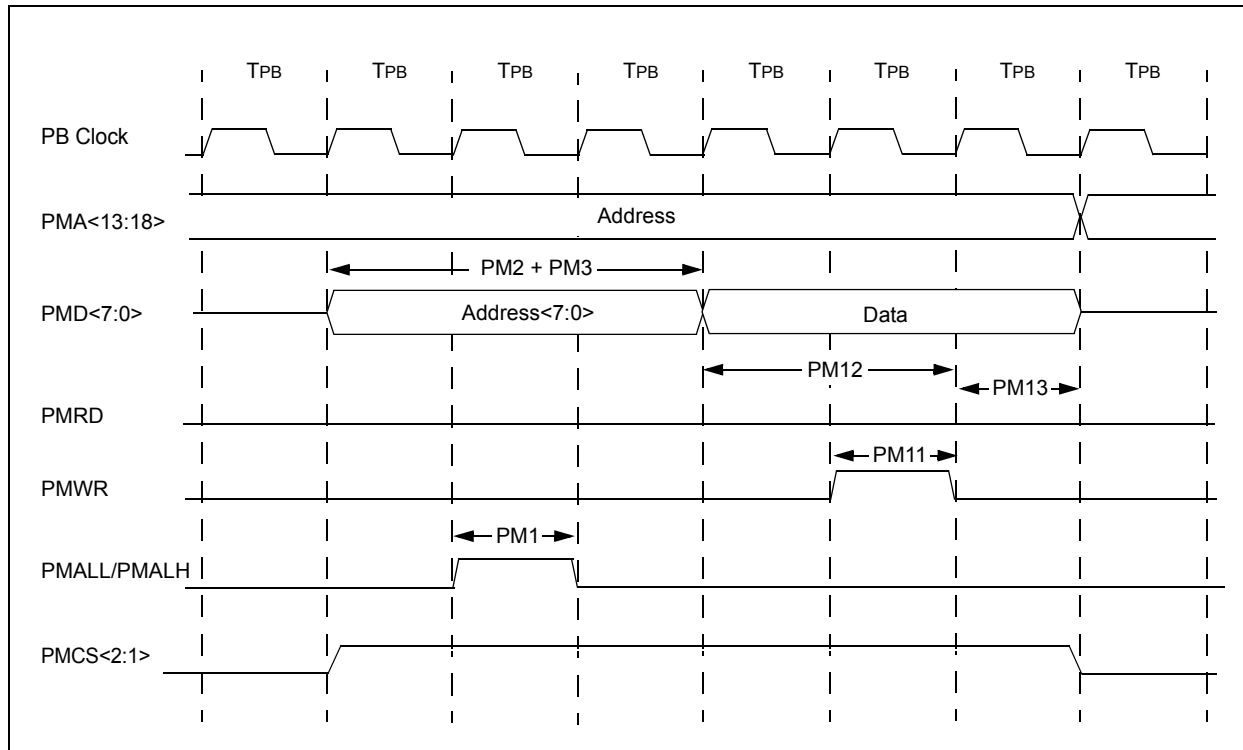 TPB TPB TPB TPB TPB TPB TPB TPB
PB Clock
PMA<13:18>
Address
PM2 + PM3
PMD<7:0>
Address<7:0>
Data
PM12
PM13
PMRD
PM11
PMWR
PM1
PMALL/PMALH
PMCS<2:1>